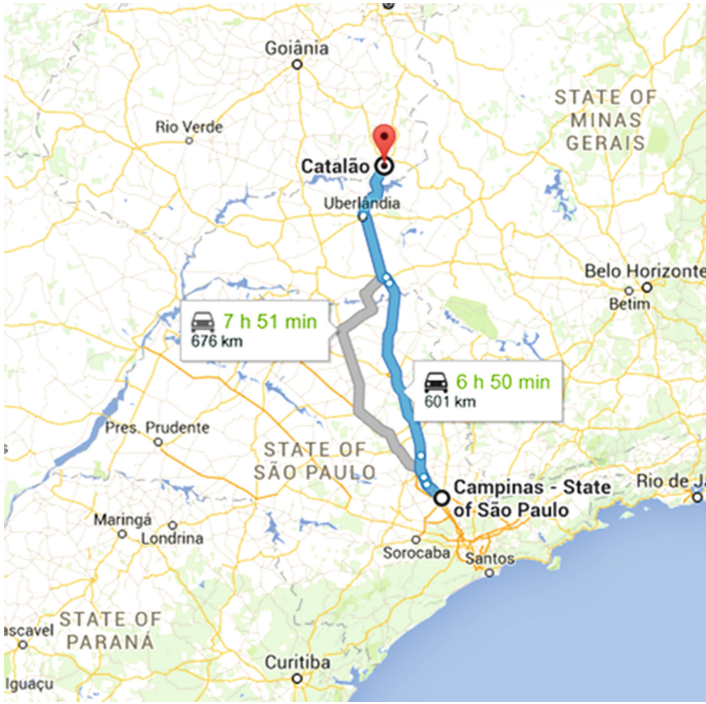 Goiânia
STATE OF
MINAS
GERAIS
Rio Verde
Catalão
Uberlândia
Belo Horizonte
Betim
7 h 51 min
676 km
6 h 50 min
601 km
Pres. Prudente
STATE OF
SÃO PAULO
Campinas - State
of São Paulo
Rio de Ja
Maringá
Londrina
Sorocaba
Santos
STATE OF
PARANÁ
ascavel
Curitiba
Iguaçu